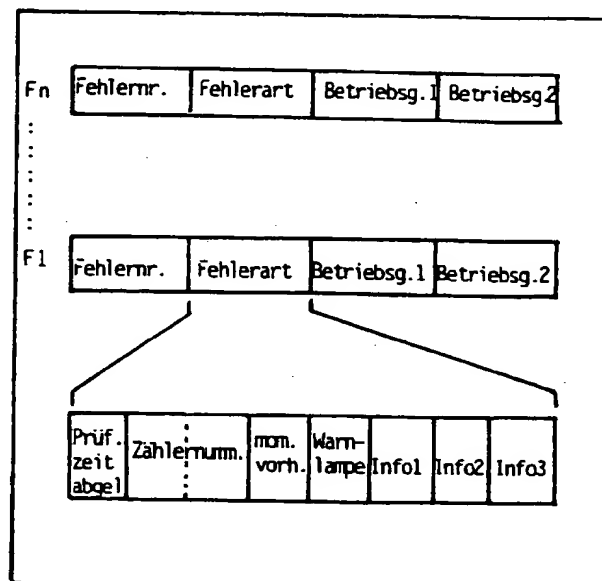 Fn Fehlernr. Fehlerart Betriebsg.1 Betriebsg.2
F1 Fehlernr. Fehlerart Betriebsg.1 Betriebsg.2
Prüf. zeit abgel Zählernumm. mom. vorh. Warn- lampe Info1 Info2 Info3